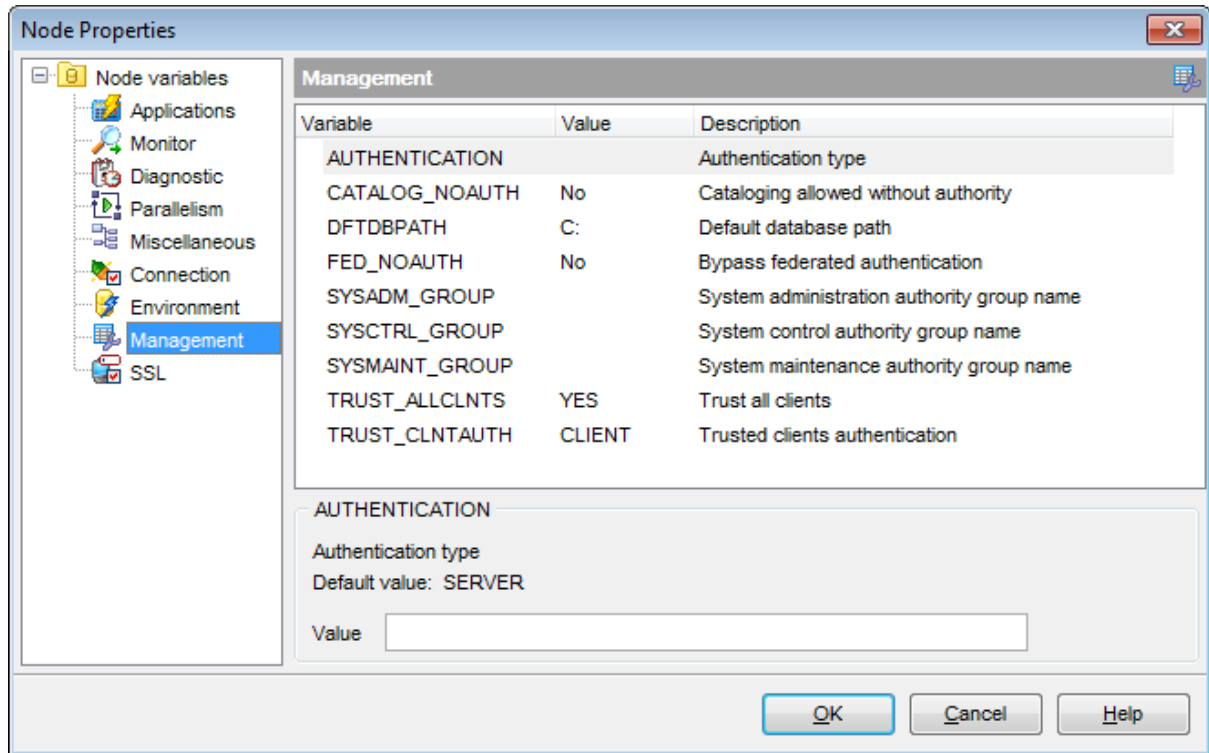 Node Properties
Node variables
Applications
Monitor
Diagnostic
Parallelism
Miscellaneous
Connection
Environment
Management
SSL
Management
Variable Value Description
AUTHENTICATION Authentication type
CATALOG_NOAUTH No Cataloging allowed without authority
DFTDBPATH C: Default database path
FED_NOAUTH No Bypass federated authentication
SYSADM_GROUP System administration authority group name
SYSCTRL_GROUP System control authority group name
SYSMAINT_GROUP System maintenance authority group name
TRUST_ALLCLNTS YES Trust all clients
TRUST_CLNTAUTH CLIENT Trusted clients authentication
AUTHENTICATION
Authentication type
Default value: SERVER
Value
OK Cancel Help